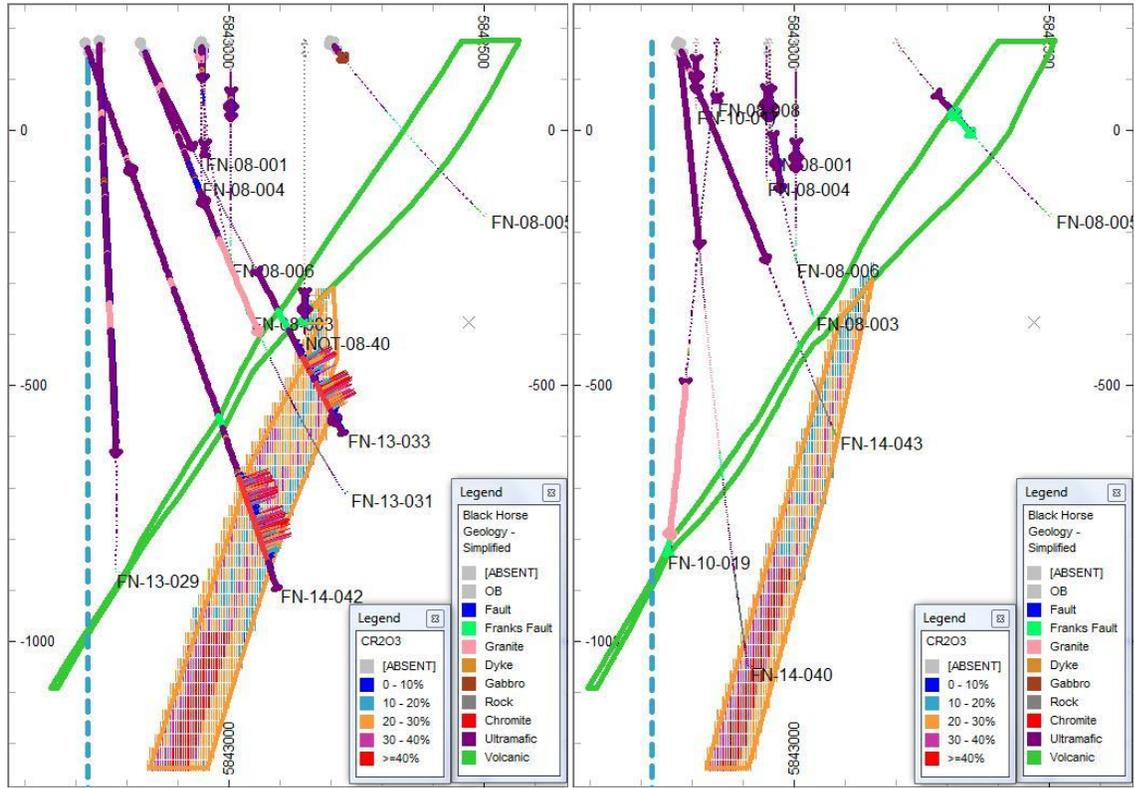 5843000
5843500
0
FN-08-001
FN-08-004
FN-08-005
FN-08-006
FN-08-003
NOT-08-40
-500
-500
FN-13-033
FN-13-031
FN-13-029
FN-14-042
-1000
5843000
Legend
CR2O3
[ABSENT]
0 - 10%
10 - 20%
20 - 30%
30 - 40%
>=40%
Legend
Black Horse
Geology -
Simplified
[ABSENT]
OB
Fault
Franks Fault
Granite
Dyke
Gabbro
Rock
Chromite
Ultramafic
Volcanic
5843000
0
0
FN-08-008
FN-08-001
FN-08-004
FN-08-005
FN-08-006
FN-08-003
-500
-500
FN-14-043
FN-10-019
FN-14-040
-1000
5843000
Legend
CR2O3
[ABSENT]
0 - 10%
10 - 20%
20 - 30%
30 - 40%
>=40%
Legend
Black Horse
Geology -
Simplified
[ABSENT]
OB
Fault
Franks Fault
Granite
Dyke
Gabbro
Rock
Chromite
Ultramafic
Volcanic